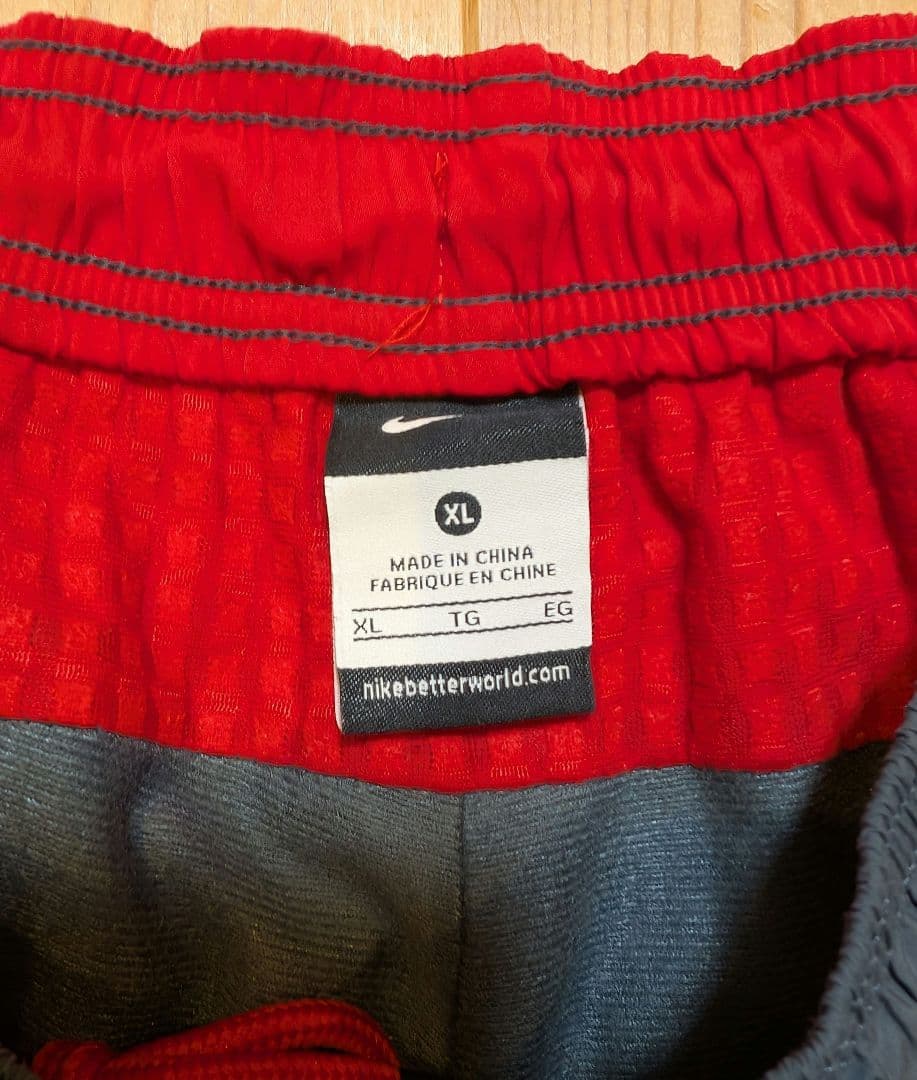 XL
MADE IN CHINA
FABRIQUE EN CHINE
XL TG EG
nikebetterworld.com